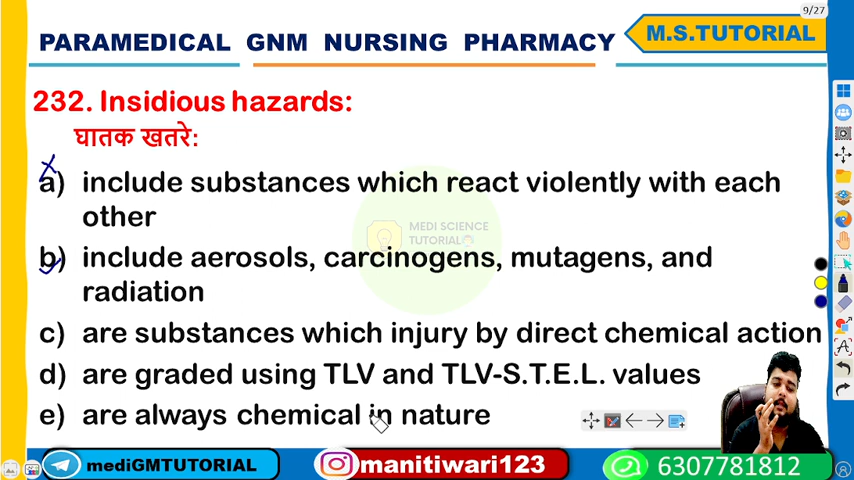 9/27
PARAMEDICAL GNM NURSING PHARMACY
M.S.TUTORIAL
232. Insidious hazards:
घातक खतरे:
a) include substances which react violently with each
other
MEDI SCIENCE
TUTORIAL
b) include aerosols, carcinogens, mutagens, and
radiation
c) are substances which injury by direct chemical action
d) are graded using TLV and TLV-S.T.E.L. values
e) are always chemical in nature
mediGMTUTORIAL
manitiwari123
6307781812